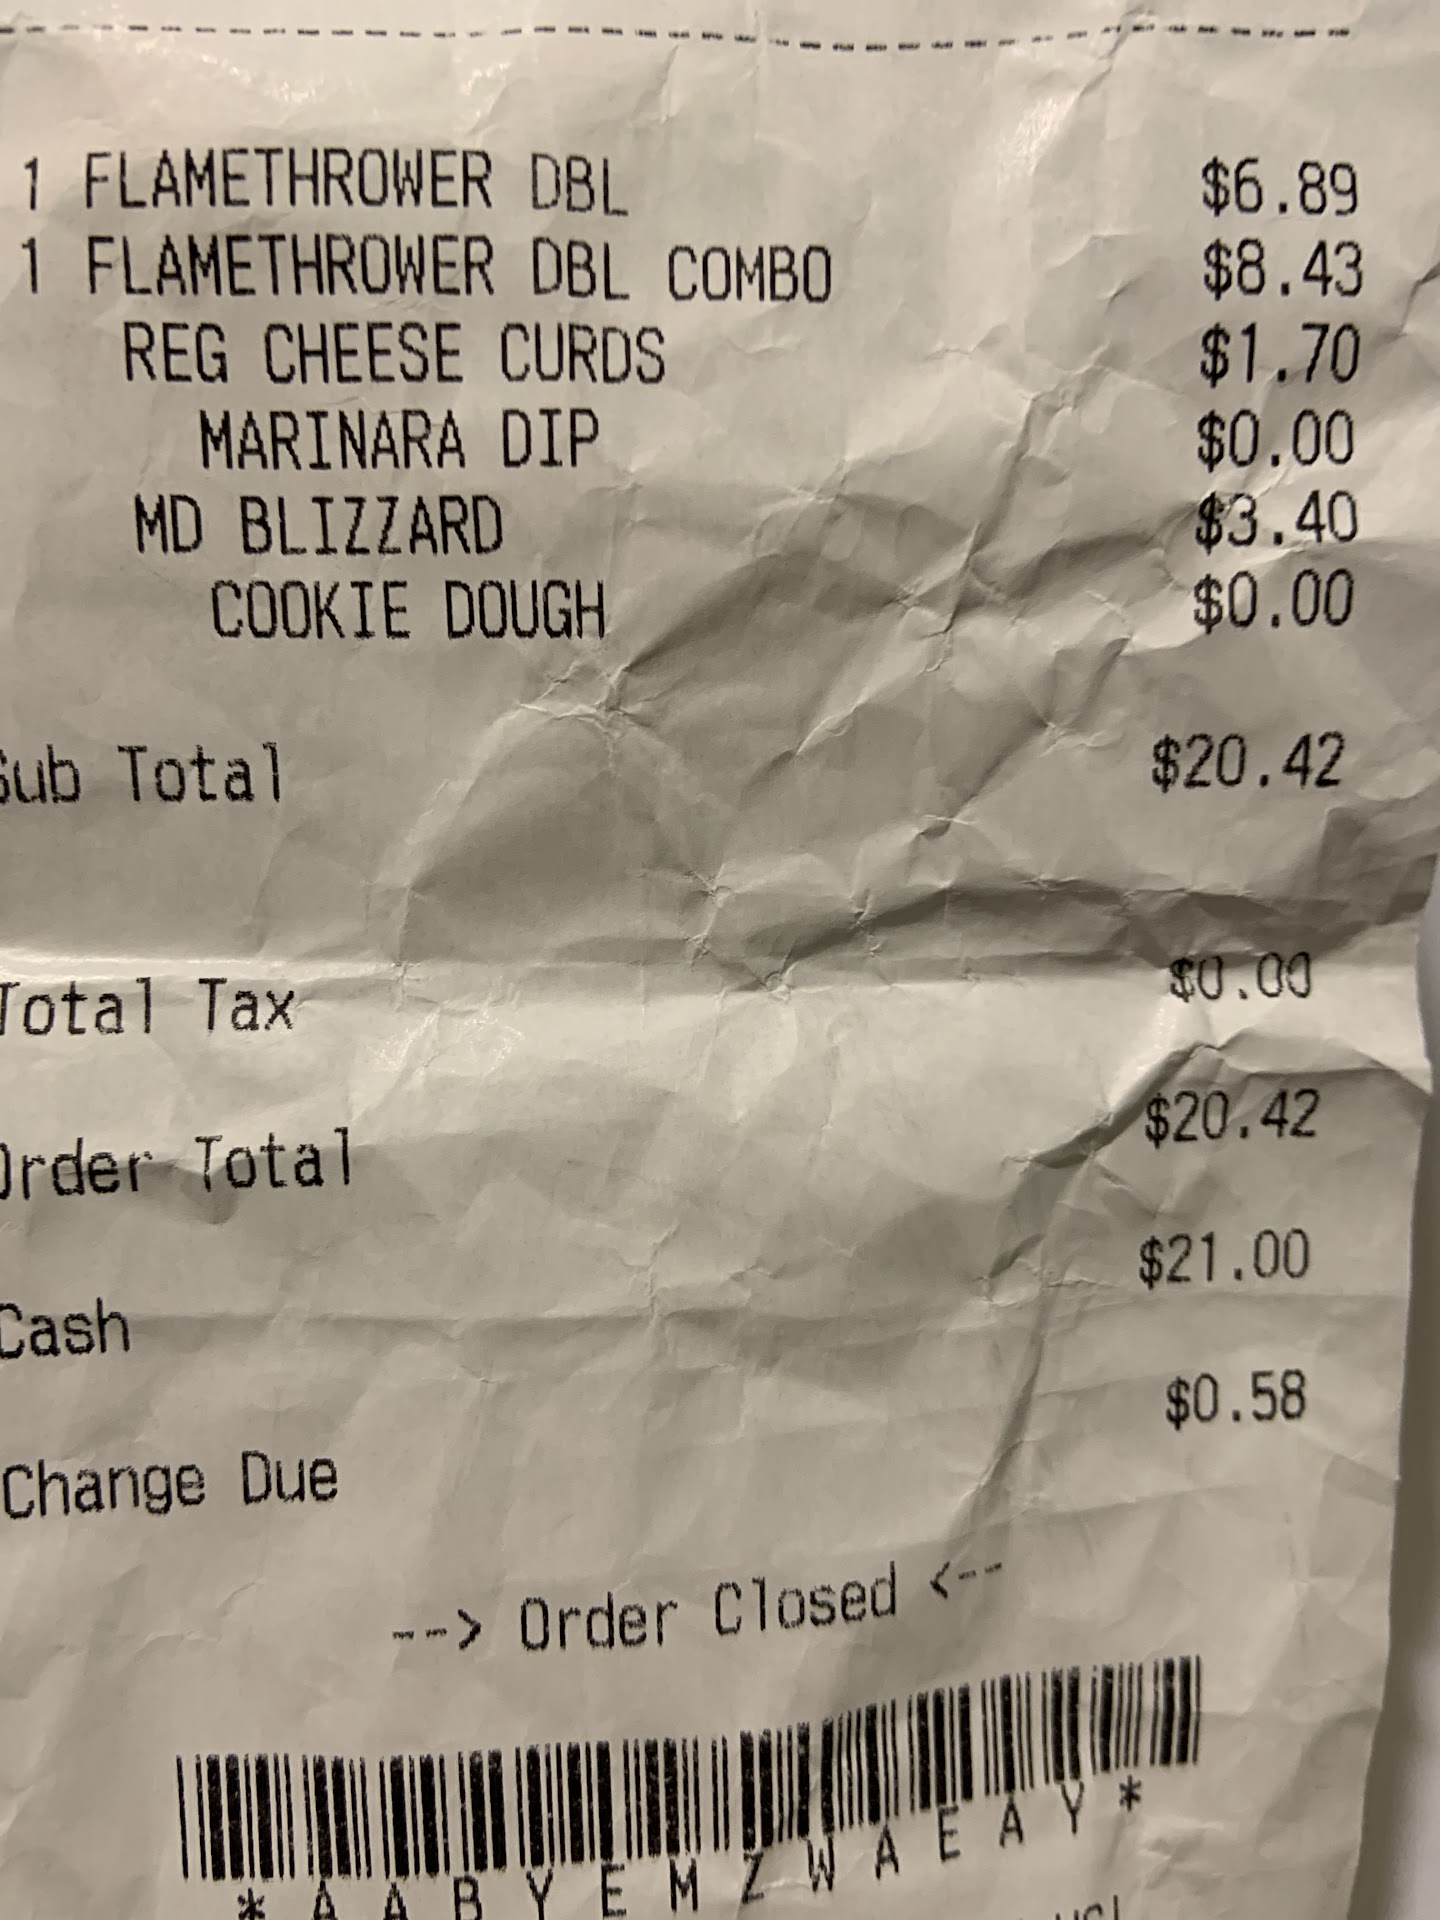 1 FLAMETHROWER DBL $6.89
1 FLAMETHROWER DBL COMBO $8.43
REG CHEESE CURDS $1.70
MARINARA DIP $0.00
MD BLIZZARD $3.40
COOKIE DOUGH $0.00
Sub Total $20.42
Total Tax $0.00
Order Total $20.42
Cash $21.00
Change Due $0.58
--> Order Closed <--
* A A B Y E M Z W A E A Y *